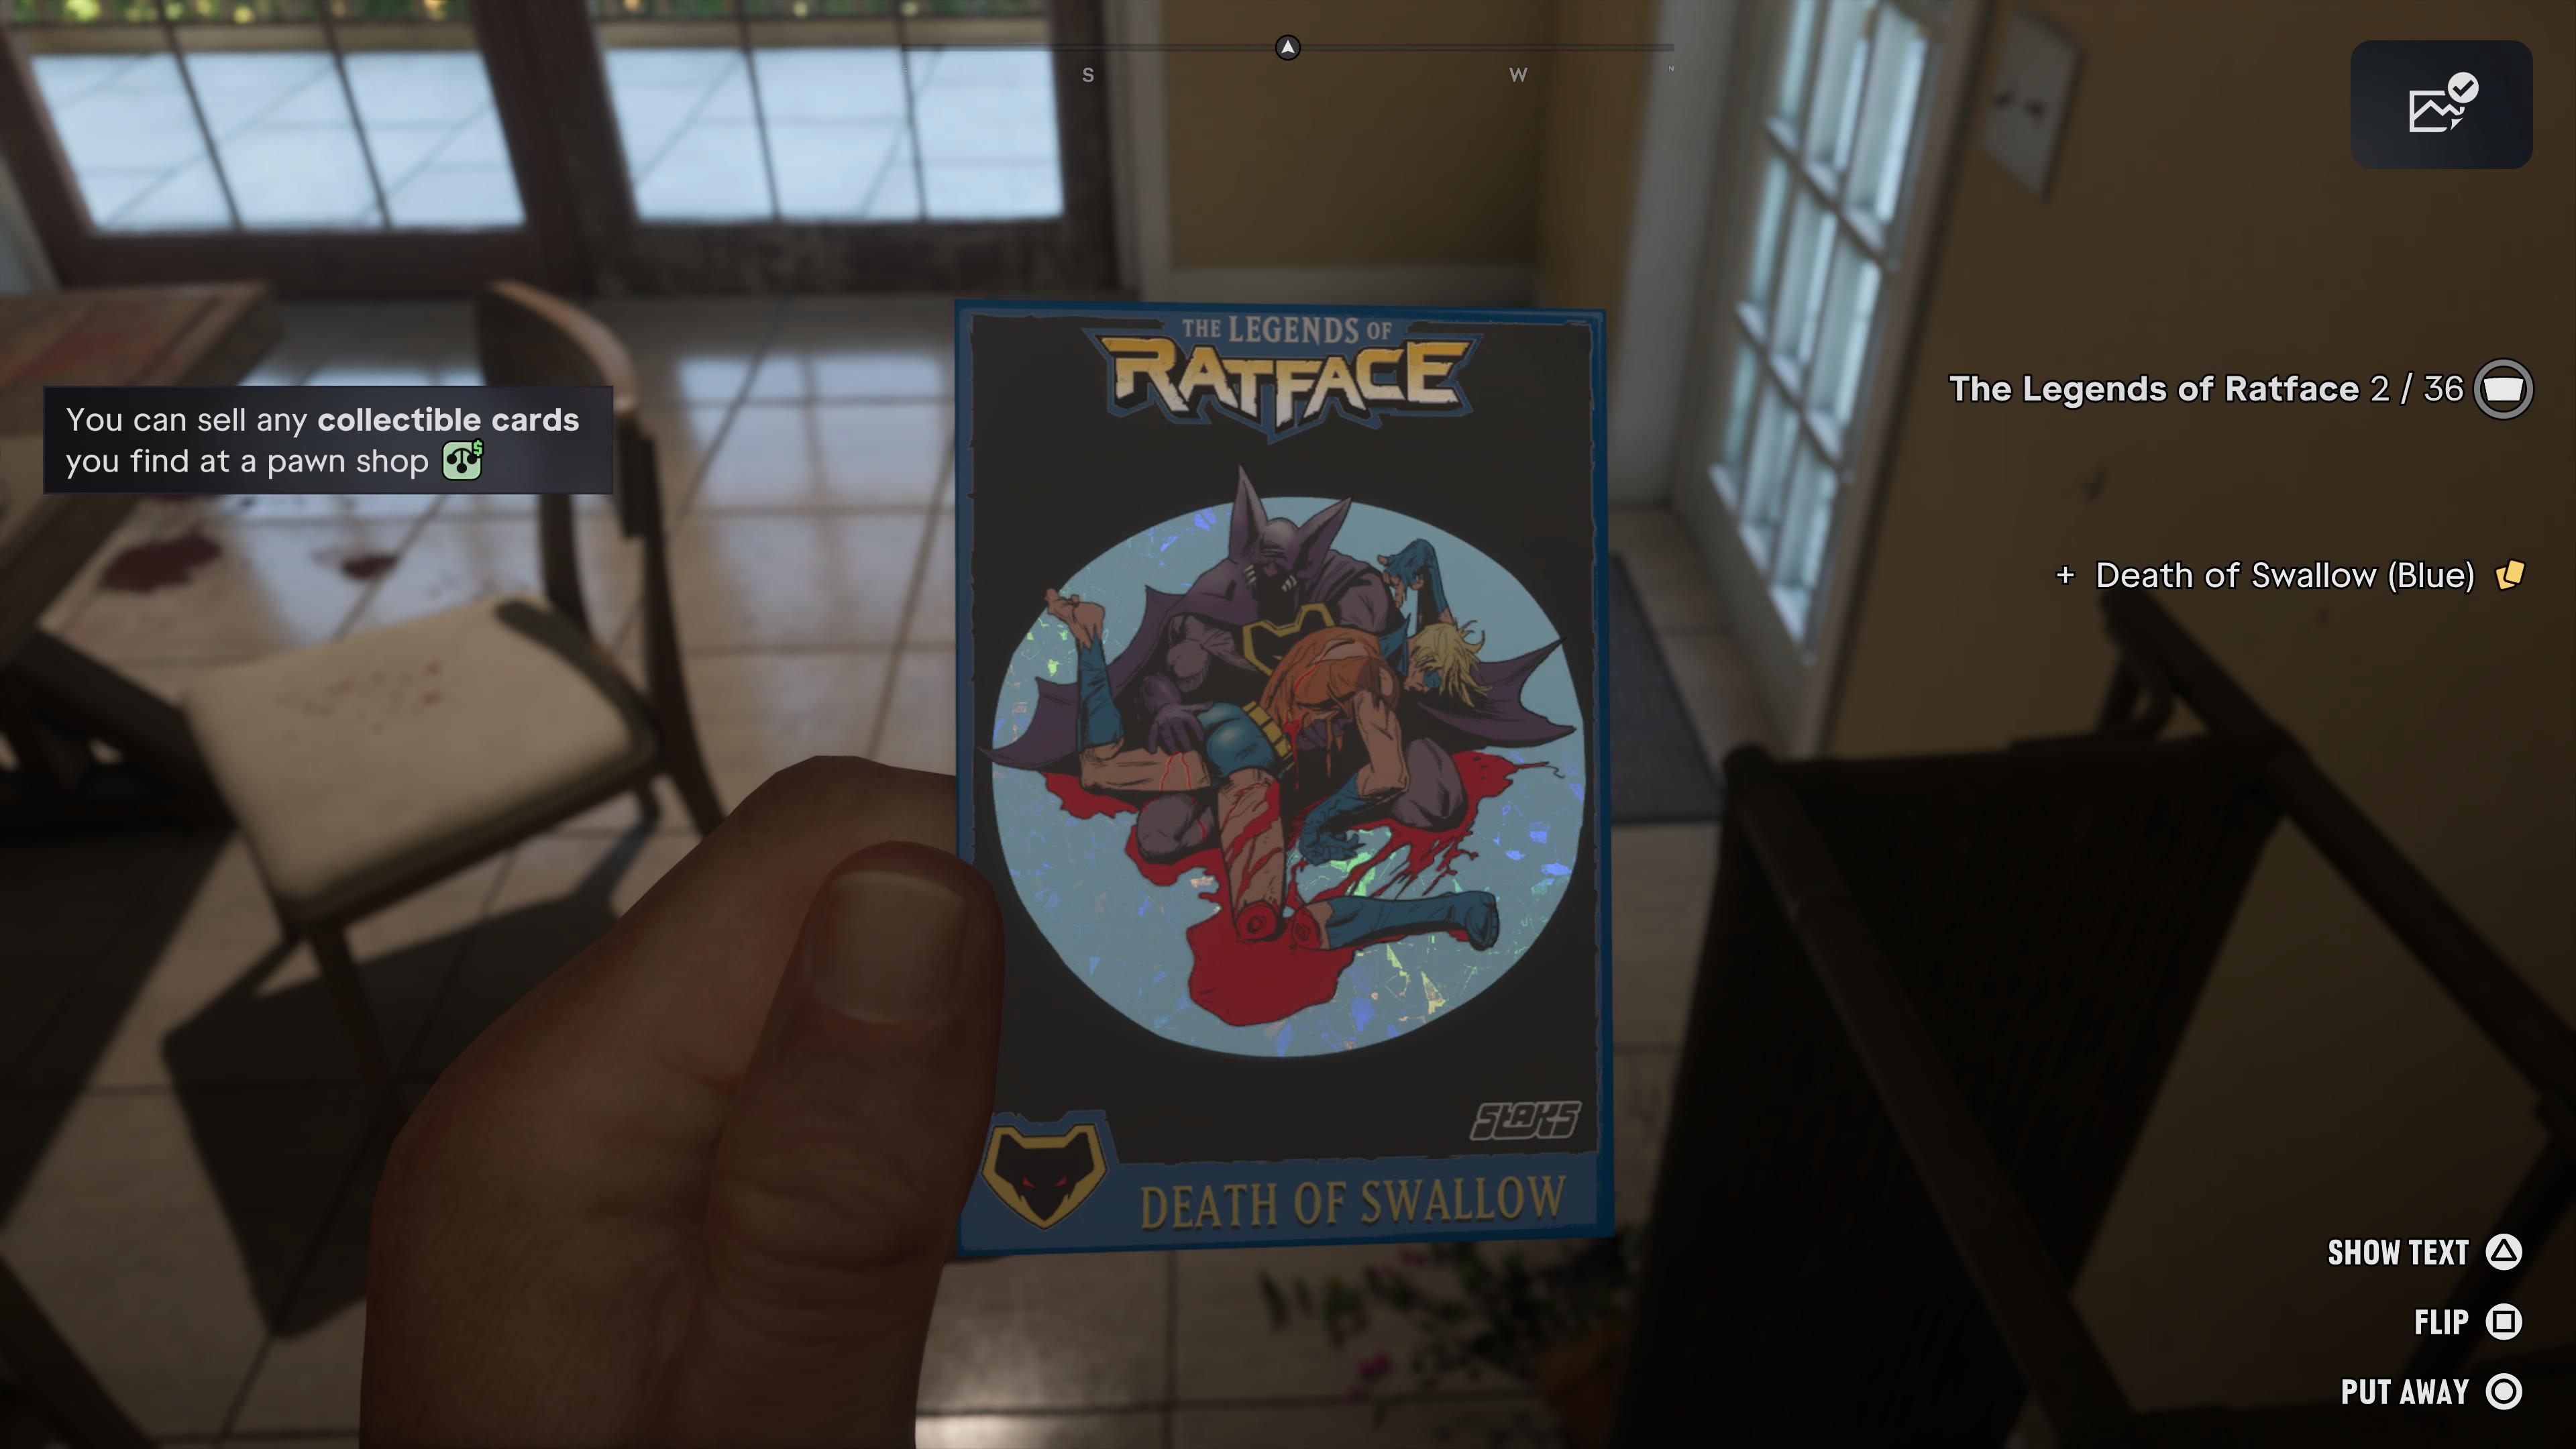 S
W
THE LEGENDS OF
RATFACE
You can sell any collectible cards
you find at a pawn shop
The Legends of Ratface 2 / 36
+ Death of Swallow (Blue)
STAKS
DEATH OF SWALLOW
SHOW TEXT
FLIP
PUT AWAY